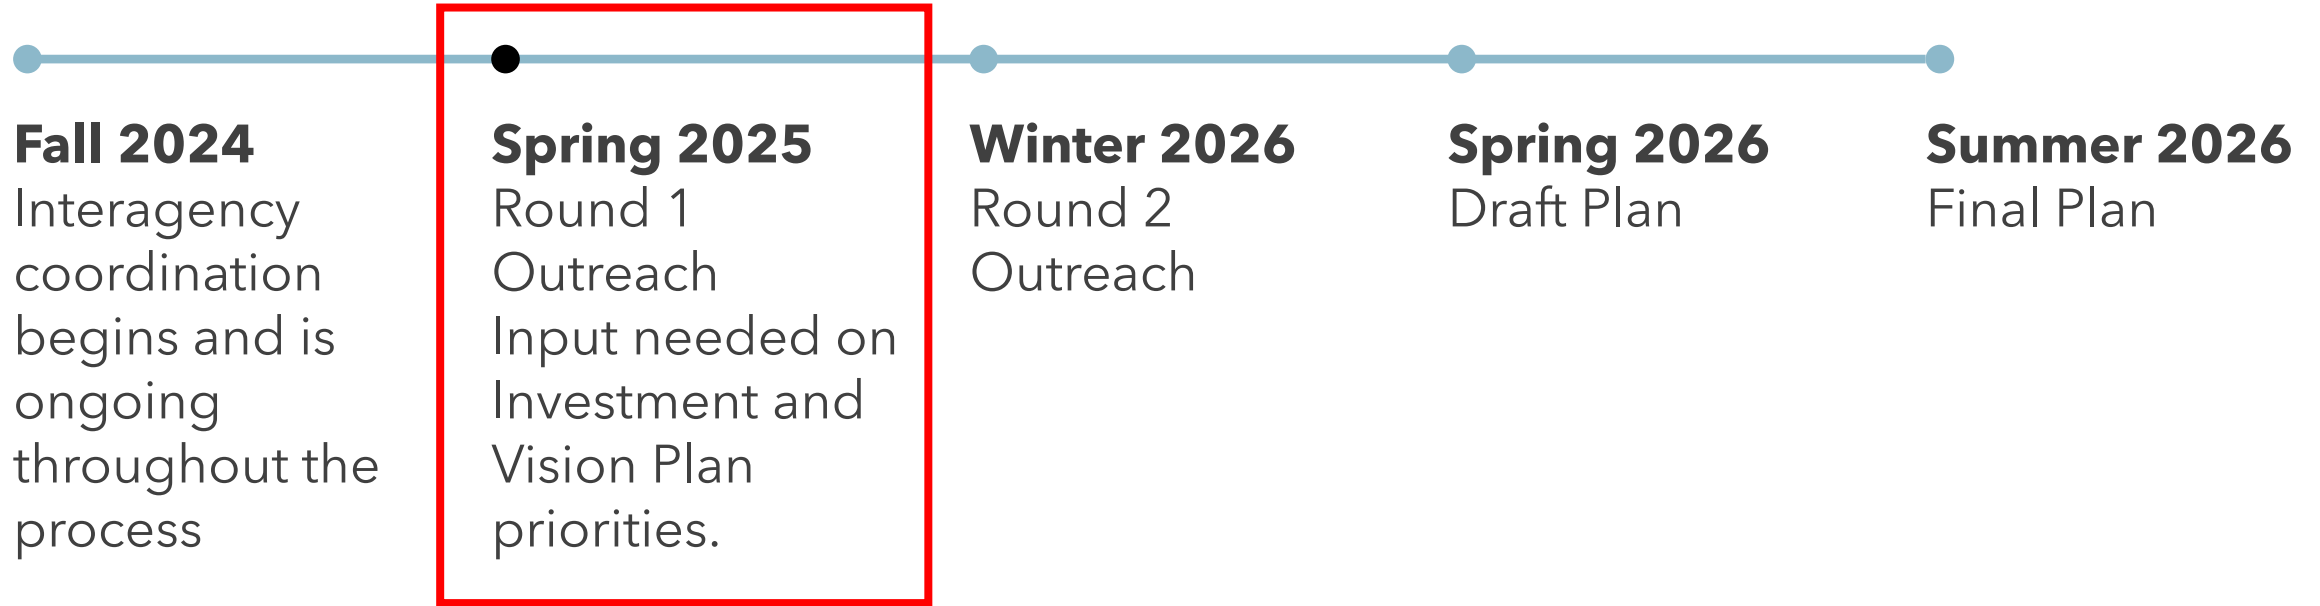 Fall 2024
Interagency
coordination
begins and is
ongoing
throughout the
process
Spring 2025
Round 1
Outreach
Input needed on
Investment and
Vision Plan
priorities.
Winter 2026
Round 2
Outreach
Spring 2026
Draft Plan
Summer 2026
Final Plan